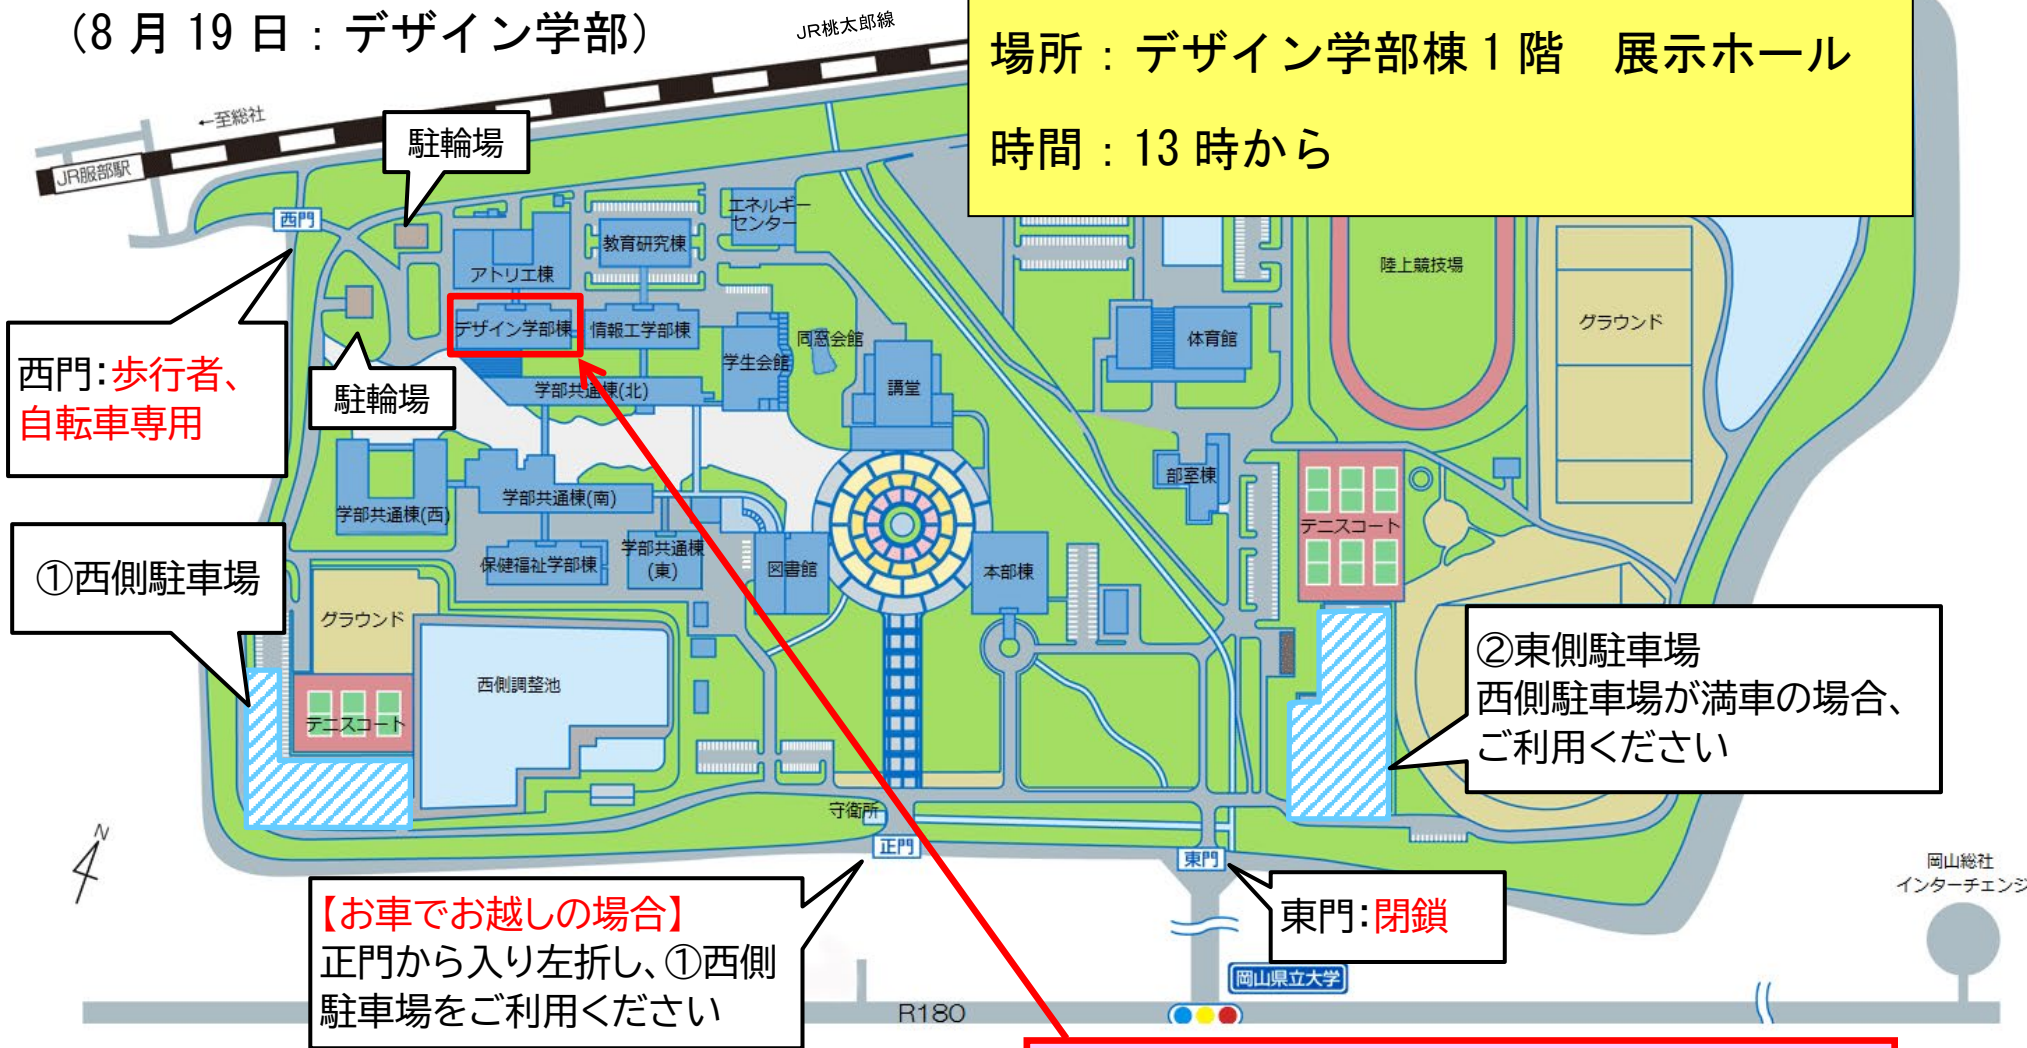 (8月19日：デザイン学部)
JR桃太郎線
場所：デザイン学部棟1階　展示ホール
時間：13時から
←至総社
JR服部駅
駐輪場
西門
エネルギー
センター
教育研究棟
アトリエ棟
陸上競技場
グラウンド
デザイン学部棟
情報工学部棟
同窓会館
体育館
学生会館
西門：歩行者、
自転車専用
駐輪場
学部共通棟(北)
講堂
部室棟
学部共通棟(南)
学部共通棟(西)
テニスコート
学部共通棟
(東)
保健福祉学部棟
図書館
本部棟
①西側駐車場
グラウンド
西側調整池
テニスコート
②東側駐車場
西側駐車場が満車の場合、
ご利用ください
守衛所
正門
東門
N
岡山総社
インターチェンジ
【お車でお越しの場合】
正門から入り左折し、①西側
駐車場をご利用ください
東門：閉鎖
岡山県立大学
R180